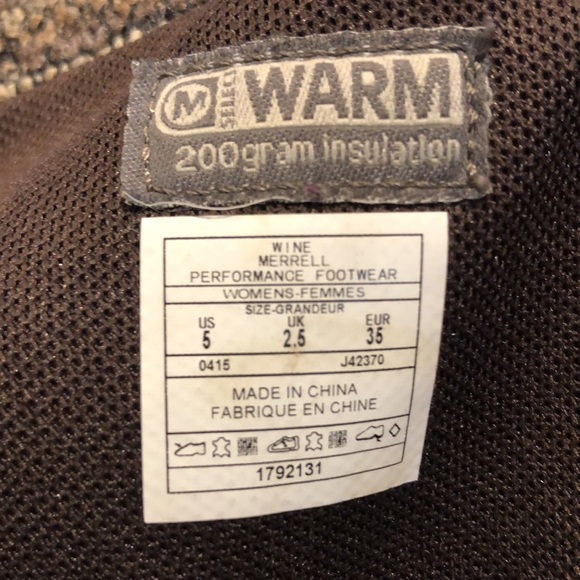 M SELECT WARM
200gram insulation
WINE
MERRELL
PERFORMANCE FOOTWEAR
WOMENS-FEMMES
SIZE-GRANDEUR
US UK EUR
5 2.5 35
0415 J42370
MADE IN CHINA
FABRIQUE EN CHINE
1792131